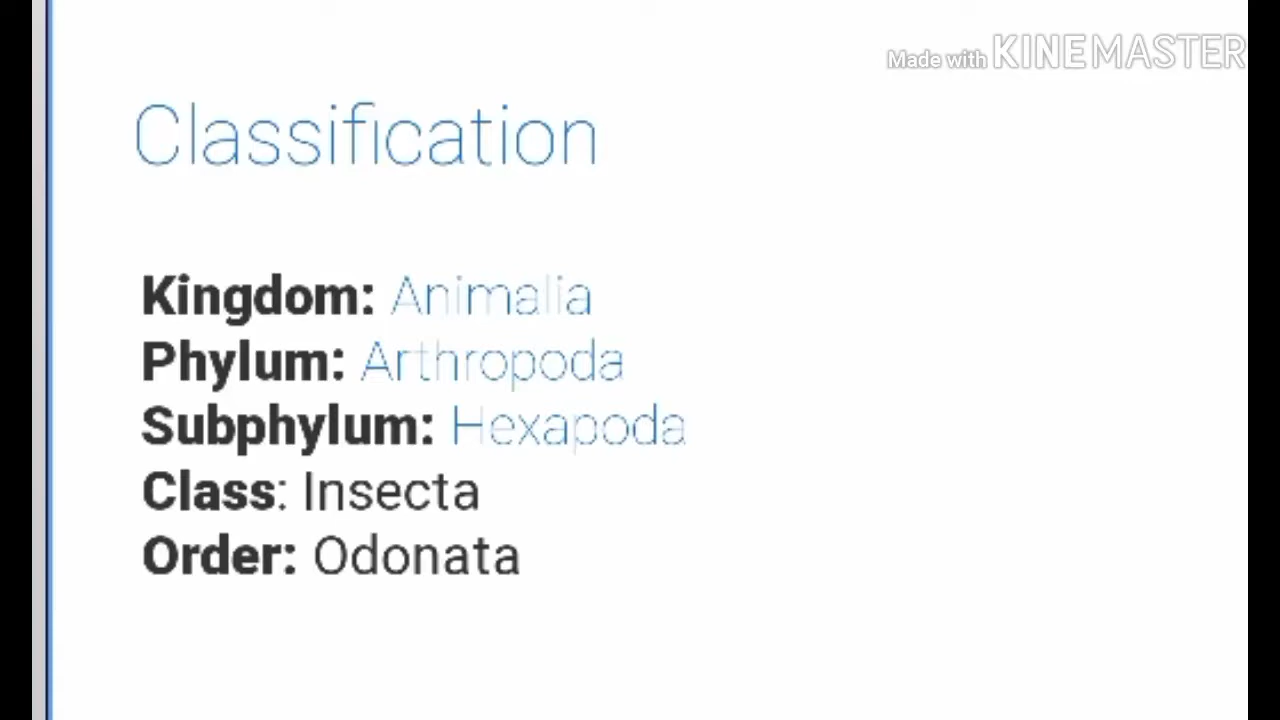 Made with KINEMASTER
Classification
Kingdom: Animalia
Phylum: Arthropoda
Subphylum: Hexapoda
Class: Insecta
Order: Odonata